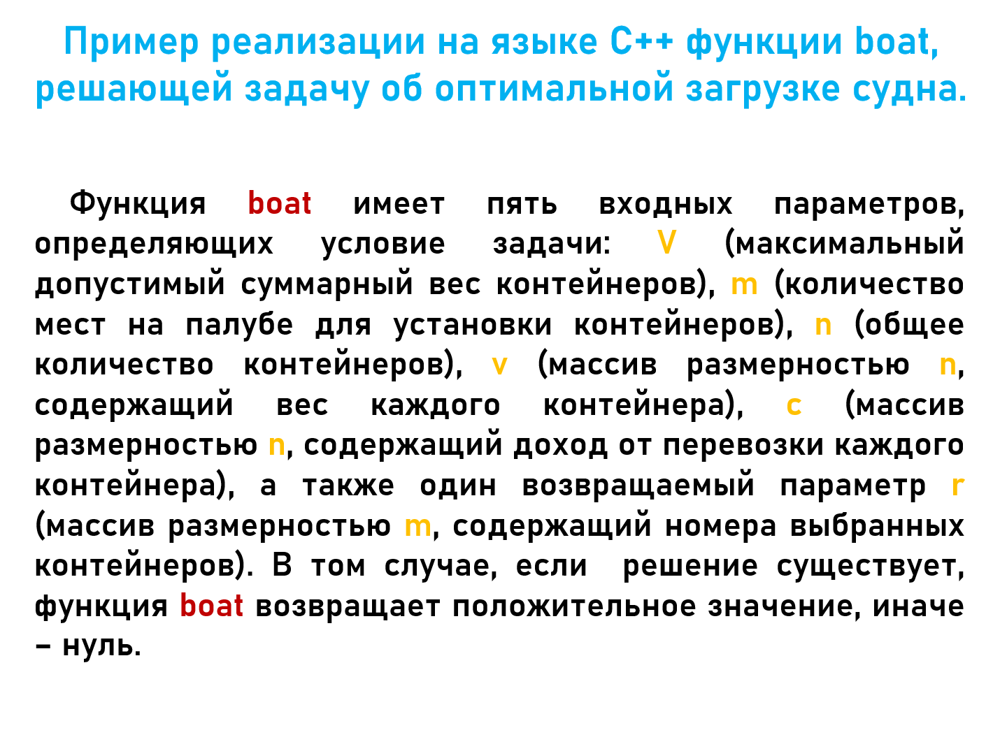 Пример реализации на языке C++ функции boat,
решающей задачу об оптимальной загрузке судна.
Функция boat имеет пять входных параметров,
определяющих условие задачи: V (максимальный
допустимый суммарный вес контейнеров), m (количество
мест на палубе для установки контейнеров), n (общее
количество контейнеров), v (массив размерностью n,
содержащий вес каждого контейнера), c (массив
размерностью n, содержащий доход от перевозки каждого
контейнера), а также один возвращаемый параметр r
(массив размерностью m, содержащий номера выбранных
контейнеров). В том случае, если решение существует,
функция boat возвращает положительное значение, иначе
– нуль.